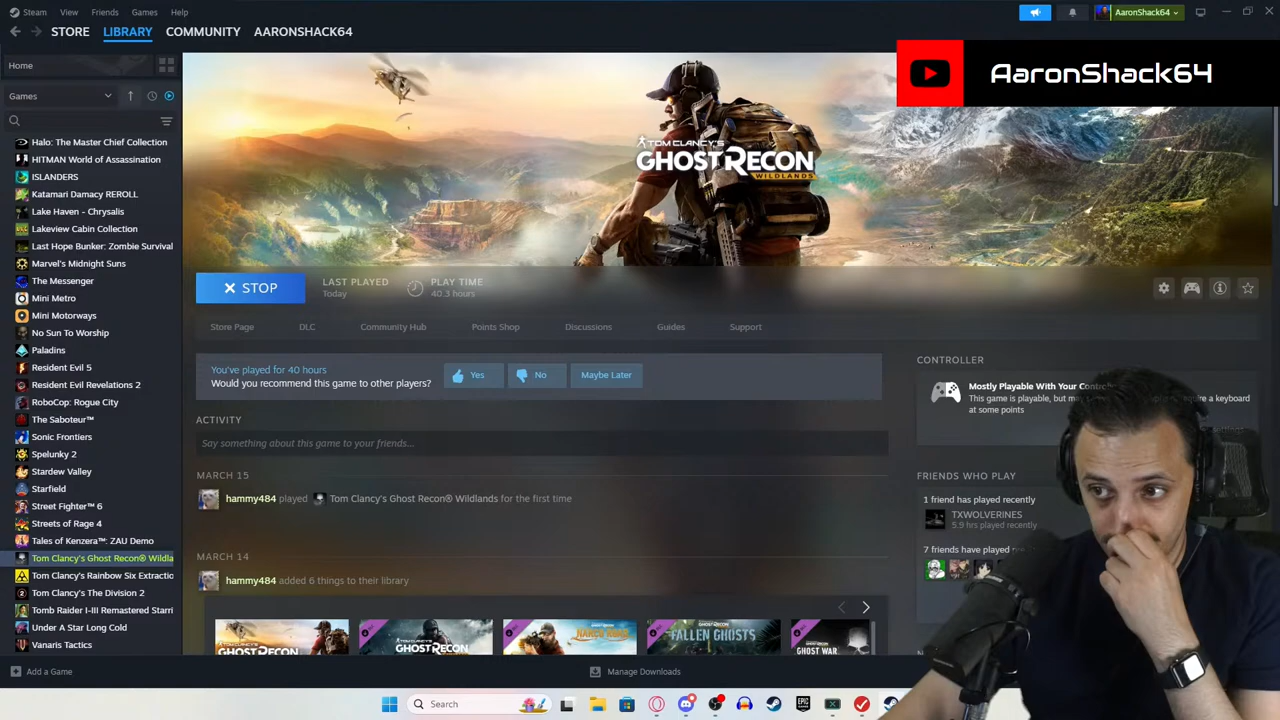 Steam View Friends Games Help
AaronShack64
STORE LIBRARY COMMUNITY AARONSHACK64
AaronShack64
Home
Games
Halo: The Master Chief Collection
HITMAN World of Assassination
ISLANDERS
Katamari Damacy REROLL
Lake Haven - Chrysalis
Lakeview Cabin Collection
Last Hope Bunker: Zombie Survival
Marvel's Midnight Suns
The Messenger
Mini Metro
Mini Motorways
No Sun To Worship
Paladins
Resident Evil 5
Resident Evil Revelations 2
RoboCop: Rogue City
The Saboteur™
Sonic Frontiers
Spelunky 2
Stardew Valley
Starfield
Street Fighter™ 6
Streets of Rage 4
Tales of Kenzera™: ZAU Demo
Tom Clancy's Ghost Recon® Wildla
Tom Clancy's Rainbow Six Extractio
Tom Clancy's The Division 2
Tomb Raider I-III Remastered Starri
Under A Star Long Cold
Vanaris Tactics
TOM CLANCY'S
GHOST RECON
WILDLANDS
STOP
LAST PLAYED
Today
PLAY TIME
40.3 hours
Store Page DLC Community Hub Points Shop Discussions Guides Support
You've played for 40 hours
Would you recommend this game to other players?
Yes No Maybe Later
ACTIVITY
Say something about this game to your friends...
MARCH 15
hammy484 played Tom Clancy's Ghost Recon® Wildlands for the first time
MARCH 14
hammy484 added 6 things to their library
GHOST RECON
GHOST RECON
NARCO ROAD
FALLEN GHOSTS
GHOST WAR
CONTROLLER
Mostly Playable With Your
This game is playable, but may
at some points
a keyboard
FRIENDS WHO PLAY
1 friend has played recently
TXWOLVERINES
5.9 hrs played recently
7 friends have played
Add a Game
Manage Downloads
Search